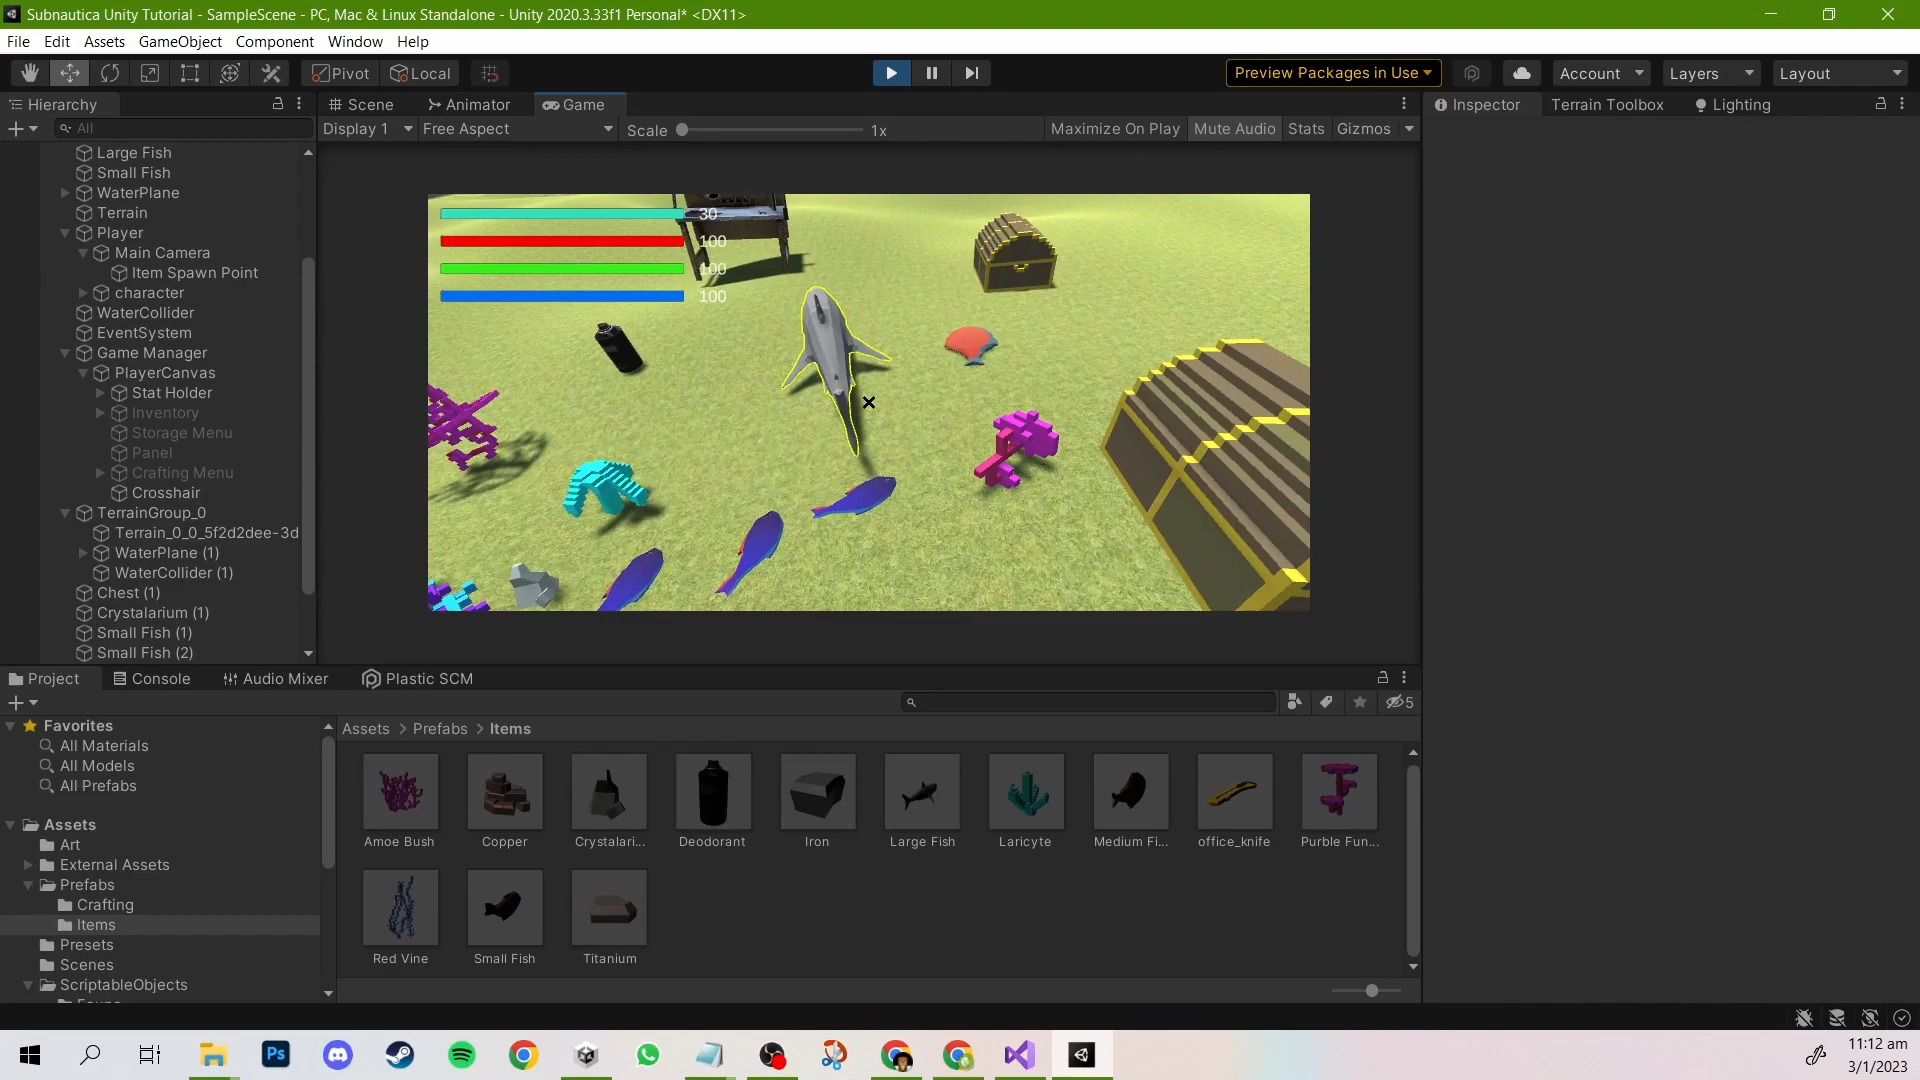 Subnautica Unity Tutorial - SampleScene - PC, Mac & Linux Standalone - Unity 2020.3.33f1 Personal* <DX11>
File Edit Assets GameObject Component Window Help
Pivot Local Preview Packages in Use Account Layers Layout
Hierarchy Scene Animator Game Inspector Terrain Toolbox Lighting
All Display 1 Free Aspect Scale 1x Maximize On Play Mute Audio Stats Gizmos
Large Fish
Small Fish
WaterPlane
Terrain
Player
Main Camera
Item Spawn Point
character
WaterCollider
EventSystem
Game Manager
PlayerCanvas
Stat Holder
Inventory
Storage Menu
Panel
Crafting Menu
Crosshair
TerrainGroup_0
Terrain_0_0_5f2d2dee-3d
WaterPlane (1)
WaterCollider (1)
Chest (1)
Crystalarium (1)
Small Fish (1)
Small Fish (2)
30
100
100
100
Project Console Audio Mixer Plastic SCM
5
Favorites
All Materials
All Models
All Prefabs
Assets
Art
External Assets
Prefabs
Crafting
Items
Presets
Scenes
ScriptableObjects
Assets > Prefabs > Items
Amoe Bush Copper Crystalari... Deodorant Iron Large Fish Laricyte Medium Fi... office_knife Purble Fun...
Red Vine Small Fish Titanium
Ps
11:12 am
3/1/2023